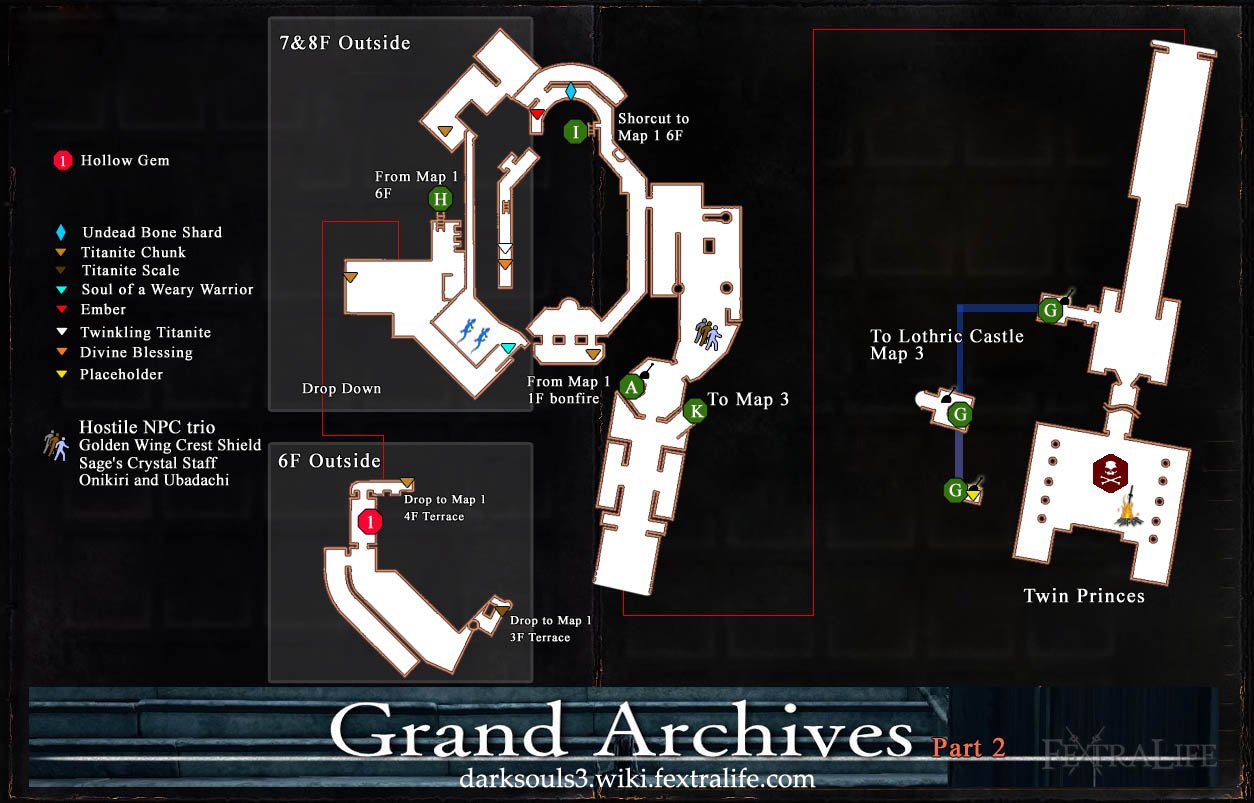 7&8F Outside
Shorcut to
Map 1 6F
1 Hollow Gem
I
From Map 1
6F
H
Undead Bone Shard
Titanite Chunk
Titanite Scale
Soul of a Weary Warrior
Ember
Twinkling Titanite
Divine Blessing
Placeholder
G
To Lothric Castle
Map 3
Drop Down
From Map 1
1F bonfire
A
K
To Map 3
G
Hostile NPC trio
Golden Wing Crest Shield
Sage's Crystal Staff
Onikiri and Ubadachi
6F Outside
Drop to Map 1
4F Terrace
G
1
Twin Princes
Drop to Map 1
3F Terrace
Grand Archives Part 2
FEXTRALIFE
darksouls3.wiki.fextralife.com